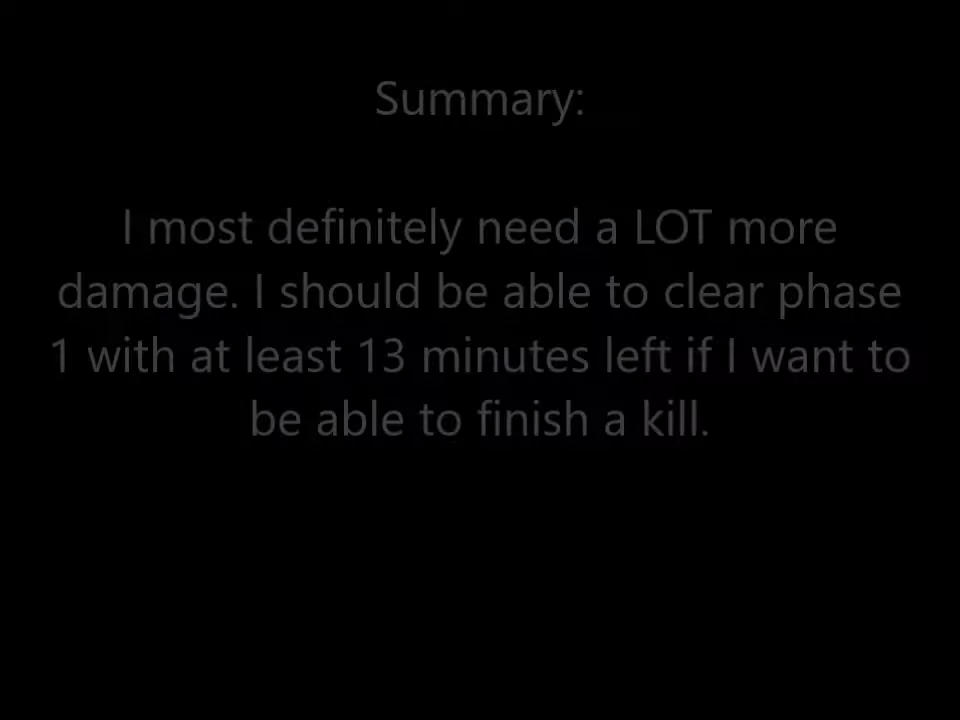 Summary:
I most definitely need a LOT more
damage. I should be able to clear phase
1 with at least 13 minutes left if I want to
be able to finish a kill.